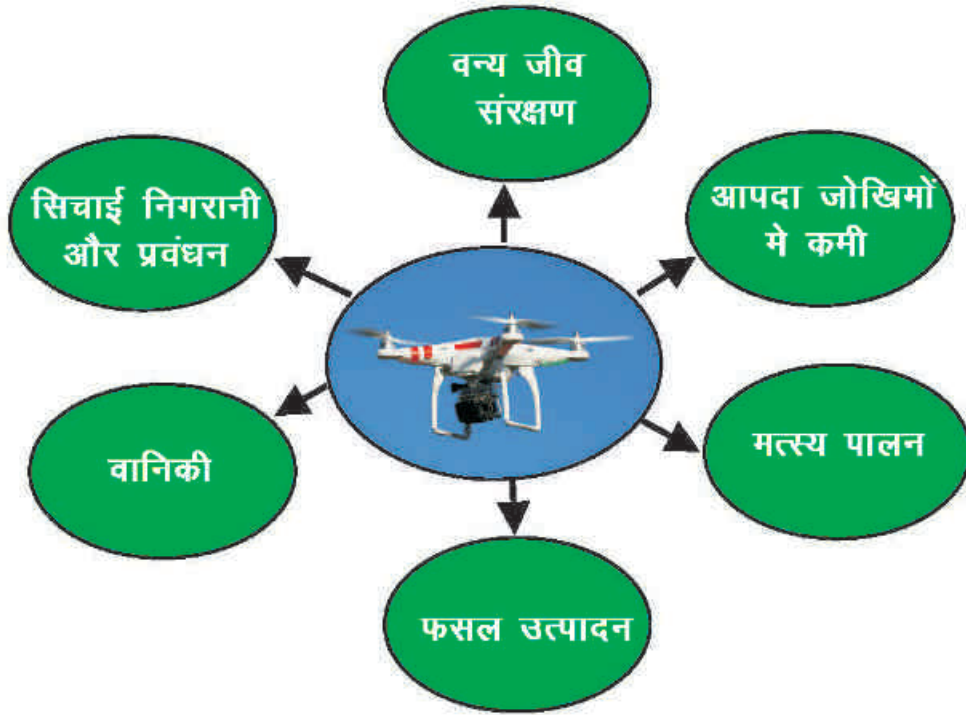 वन्य जीव
संरक्षण
आपदा जोखिमों
मे कमी
मत्स्य पालन
फसल उत्पादन
वानिकी
सिचाई निगरानी
और प्रवंधन